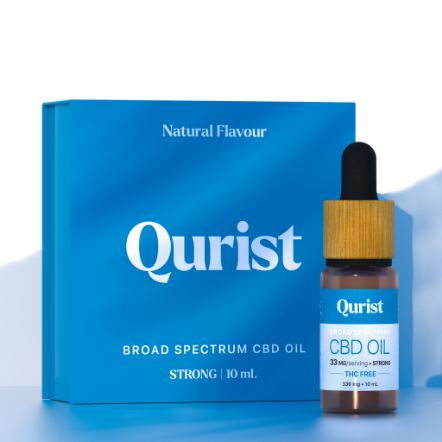 Natural Flavour
Qurist
BROAD SPECTRUM CBD OIL
STRONG | 10 mL
Qurist
BROAD SPECTRUM
CBD OIL
33 MG/serving • STRONG
THC FREE
330 mg • 10 mL